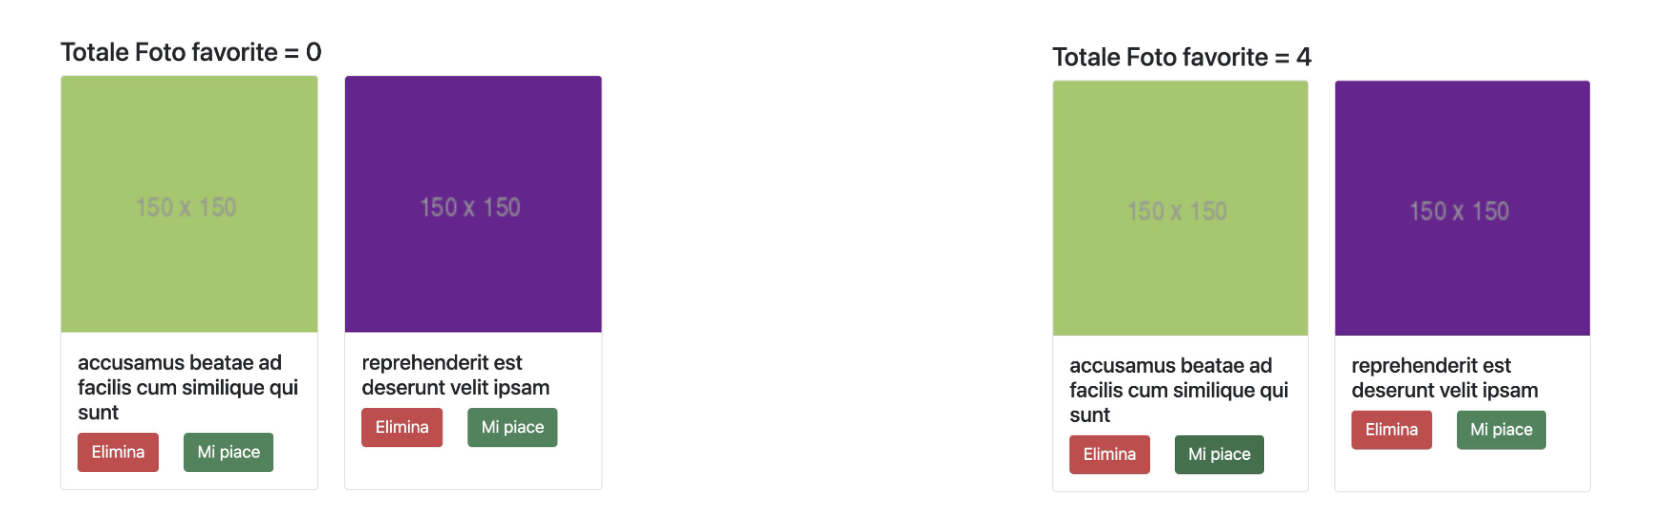 Totale Foto favorite = 0
150 x 150
150 x 150
accusamus beatae ad
facilis cum similique qui
sunt
Elimina
Mi piace
reprehenderit est
deserunt velit ipsam
Elimina
Mi piace
Totale Foto favorite = 4
150 x 150
150 x 150
accusamus beatae ad
facilis cum similique qui
sunt
Elimina
Mi piace
reprehenderit est
deserunt velit ipsam
Elimina
Mi piace